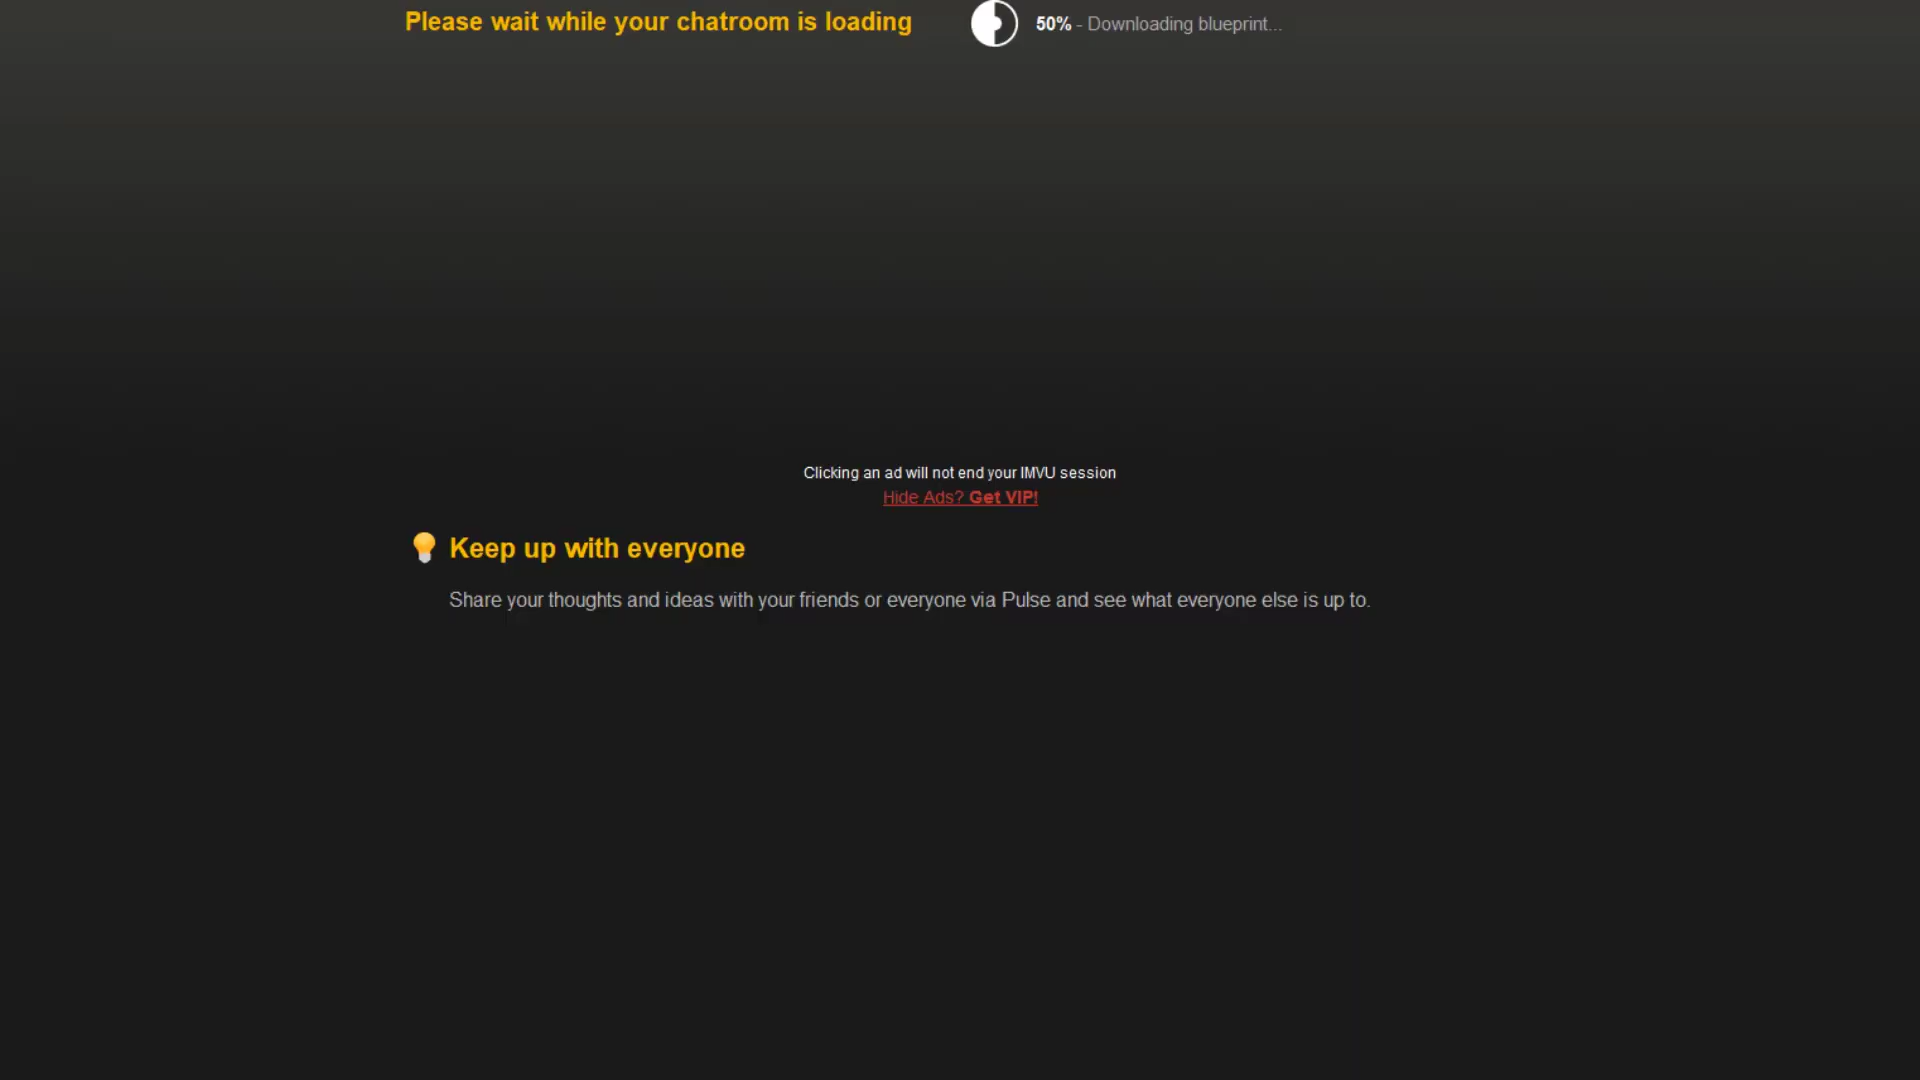 Please wait while your chatroom is loading
50% - Downloading blueprint...
Clicking an ad will not end your IMVU session
Hide Ads? Get VIP!
Keep up with everyone
Share your thoughts and ideas with your friends or everyone via Pulse and see what everyone else is up to.